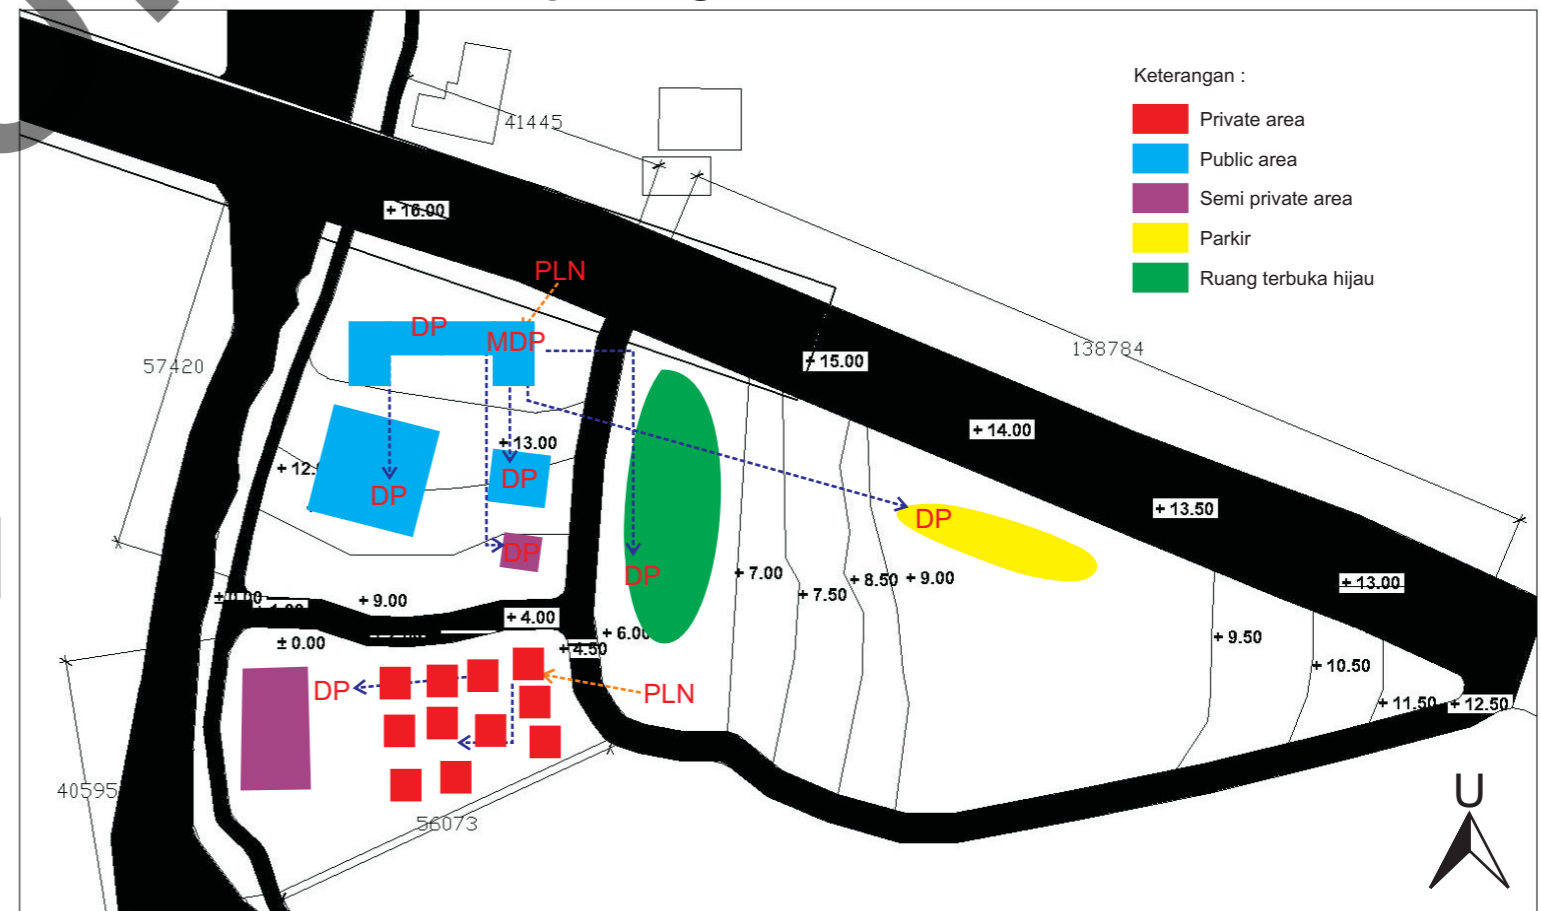 Keterangan :
Private area
Public area
Semi private area
Parkir
Ruang terbuka hijau
41445
+ 16.00
PLN
DP
MDP
57420
138784
+ 15.00
+ 14.00
+ 13.00
DP
DP
+ 13.50
DP
DP
DP
+ 7.00
+ 7.50
+ 8.50
+ 9.00
+ 13.00
± 0.00
+ 9.00
+ 4.00
± 0.00
+ 6.00
+ 4.50
+ 9.50
+ 10.50
+ 11.50
+ 12.50
DP
PLN
40595
56073
U